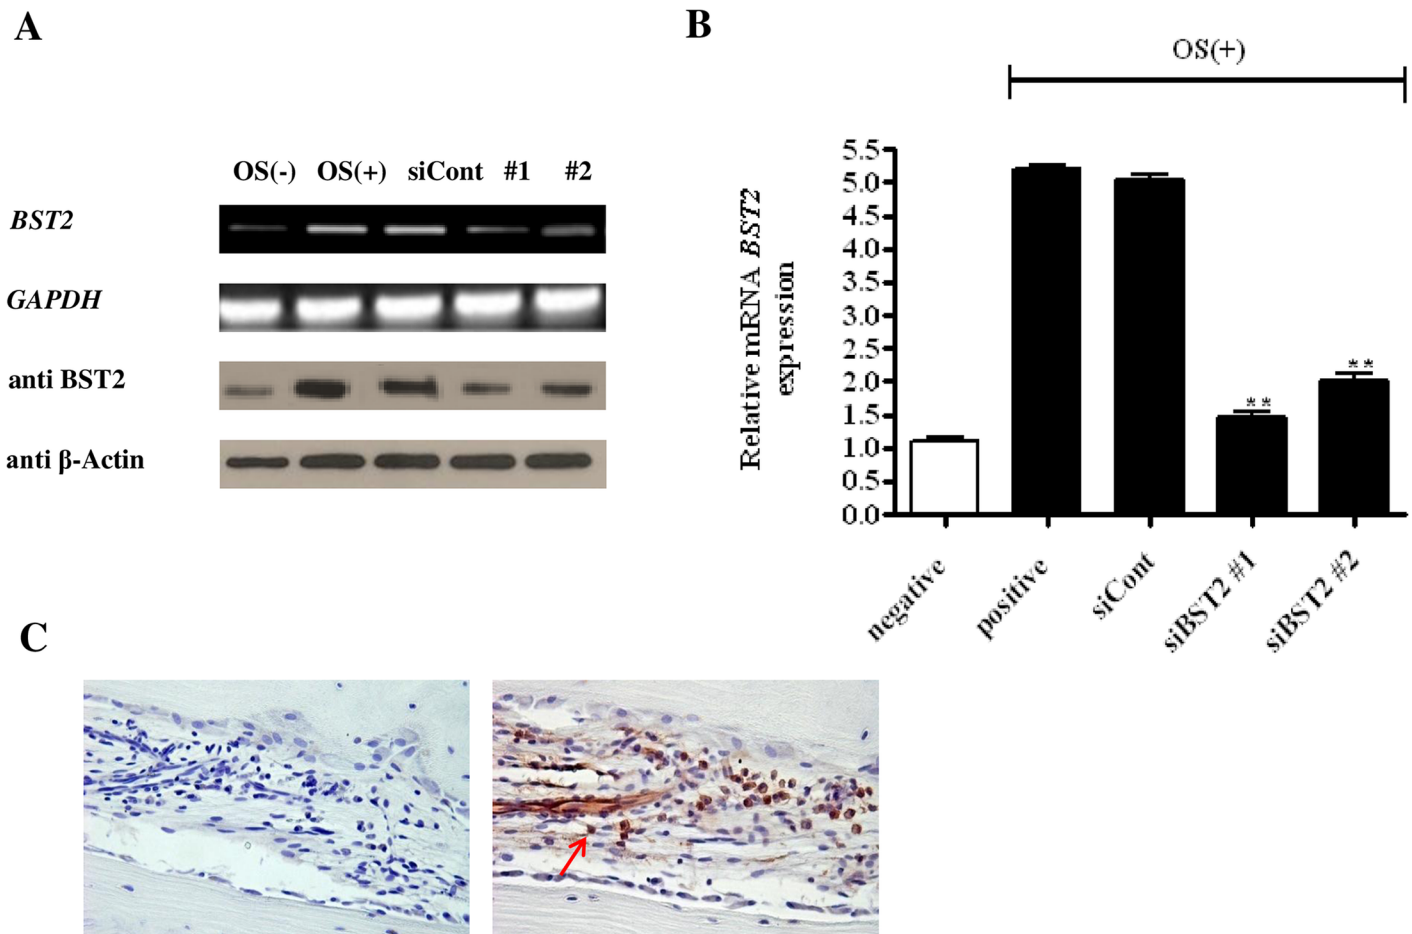 A
OS(-) OS(+) siCont #1 #2
BST2
GAPDH
anti BST2
anti β-Actin
B
OS(+)
Relative mRNA BST2
expression
5.5
5.0
4.5
4.0
3.5
3.0
2.5
2.0
1.5
1.0
0.5
0.0
**
**
negative
positive
siCont
siBST2 #1
siBST2 #2
C